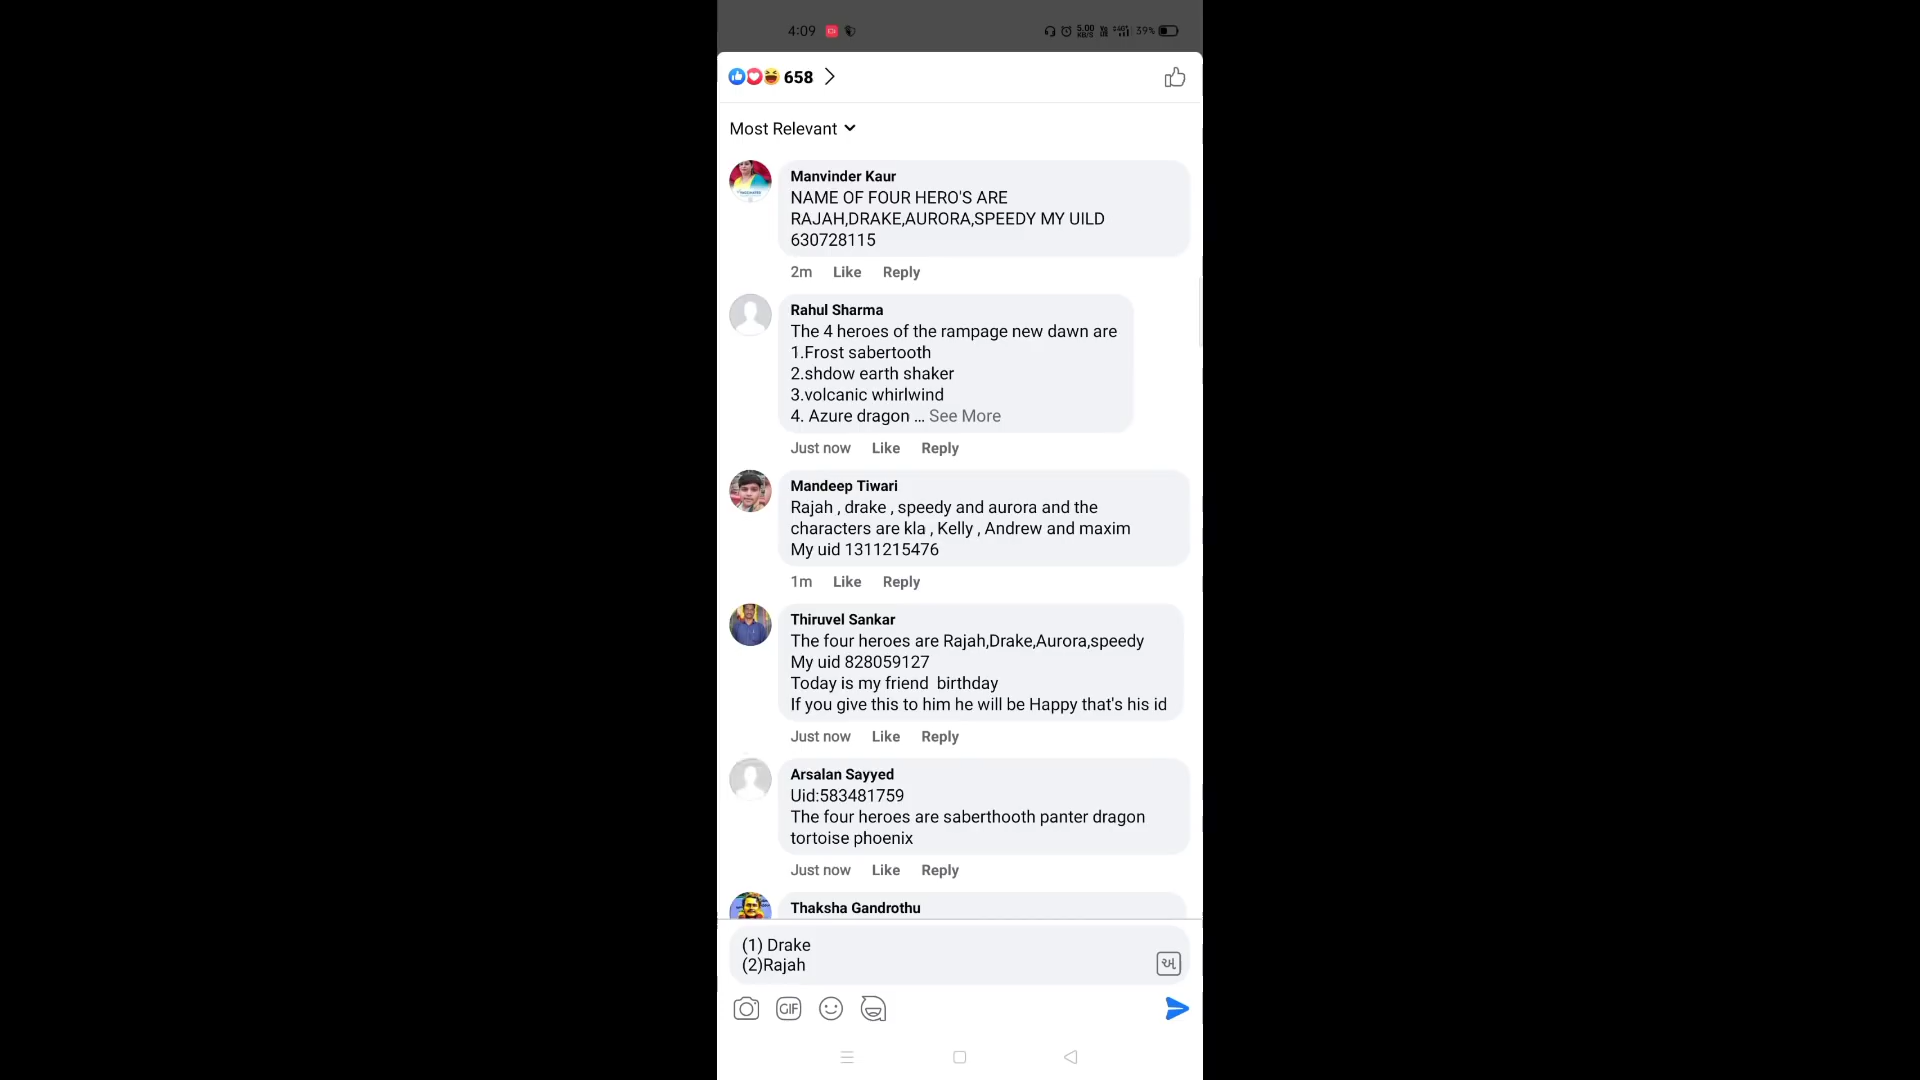 4:09
5.00
KB/S
39%
658
Most Relevant
Manvinder Kaur
NAME OF FOUR HERO'S ARE
RAJAH,DRAKE,AURORA,SPEEDY MY UILD
630728115
2m Like Reply
Rahul Sharma
The 4 heroes of the rampage new dawn are
1.Frost sabertooth
2.shdow earth shaker
3.volcanic whirlwind
4. Azure dragon ... See More
Just now Like Reply
Mandeep Tiwari
Rajah , drake , speedy and aurora and the
characters are kla , Kelly , Andrew and maxim
My uid 1311215476
1m Like Reply
Thiruvel Sankar
The four heroes are Rajah,Drake,Aurora,speedy
My uid 828059127
Today is my friend  birthday
If you give this to him he will be Happy that's his id
Just now Like Reply
Arsalan Sayyed
Uid:583481759
The four heroes are saberthooth panter dragon
tortoise phoenix
Just now Like Reply
Thaksha Gandrothu
(1) Drake
(2)Rajah
અ
GIF